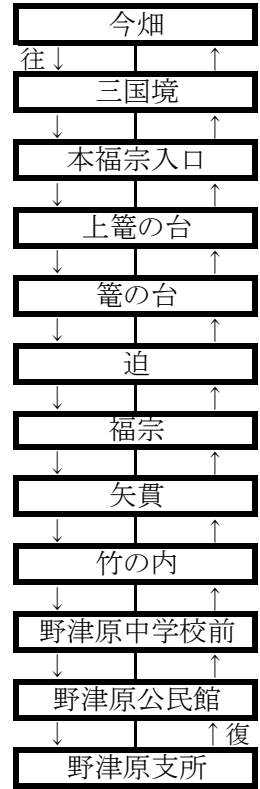 今畑
往↓ ↑
三国境
↓ ↑
本福宗入口
↓ ↑
上篭の台
↓ ↑
篭の台
↓ ↑
迫
↓ ↑
福宗
↓ ↑
矢貫
↓ ↑
竹の内
↓ ↑
野津原中学校前
↓ ↑
野津原公民館
↓ ↑復
野津原支所